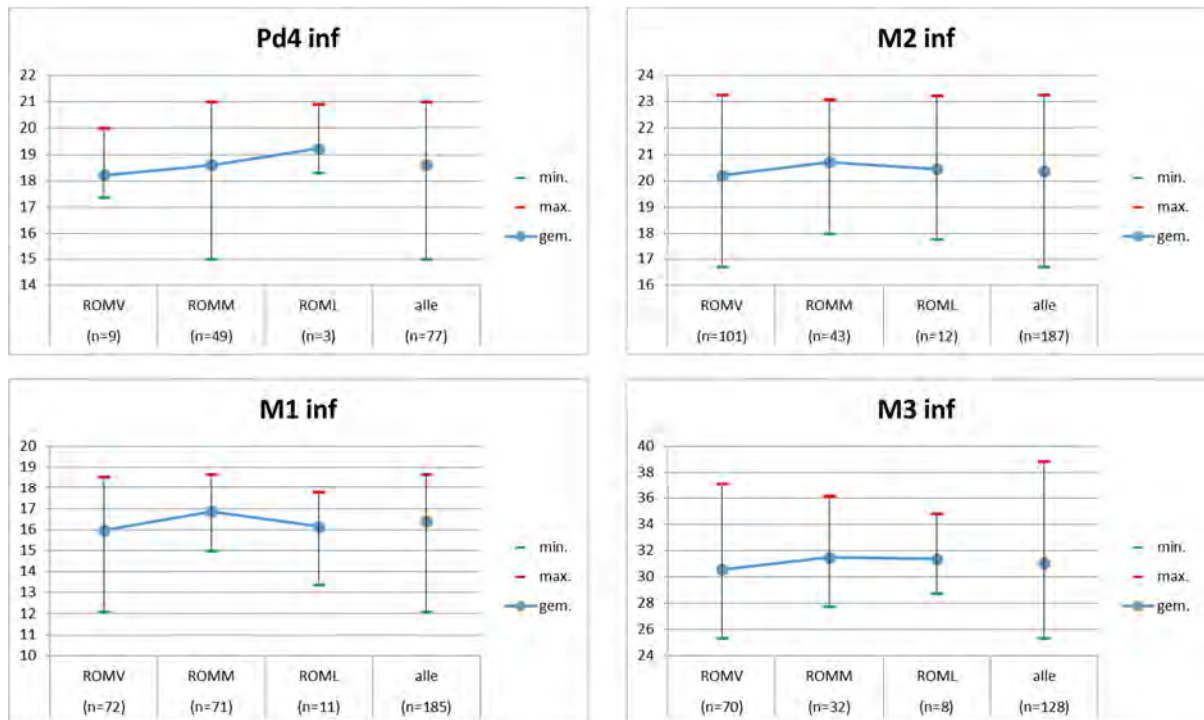 Pd4 inf
22
21
20
19
18
17
16
15
14
min.
max.
gem.
ROMV ROMM ROML alle
(n=9) (n=49) (n=3) (n=77)
M2 inf
24
23
22
21
20
19
18
17
16
min.
max.
gem.
ROMV ROMM ROML alle
(n=101) (n=43) (n=12) (n=187)
M1 inf
20
19
18
17
16
15
14
13
12
11
10
min.
max.
gem.
ROMV ROMM ROML alle
(n=72) (n=71) (n=11) (n=185)
M3 inf
40
38
36
34
32
30
28
26
24
min.
max.
gem.
ROMV ROMM ROML alle
(n=70) (n=32) (n=8) (n=128)